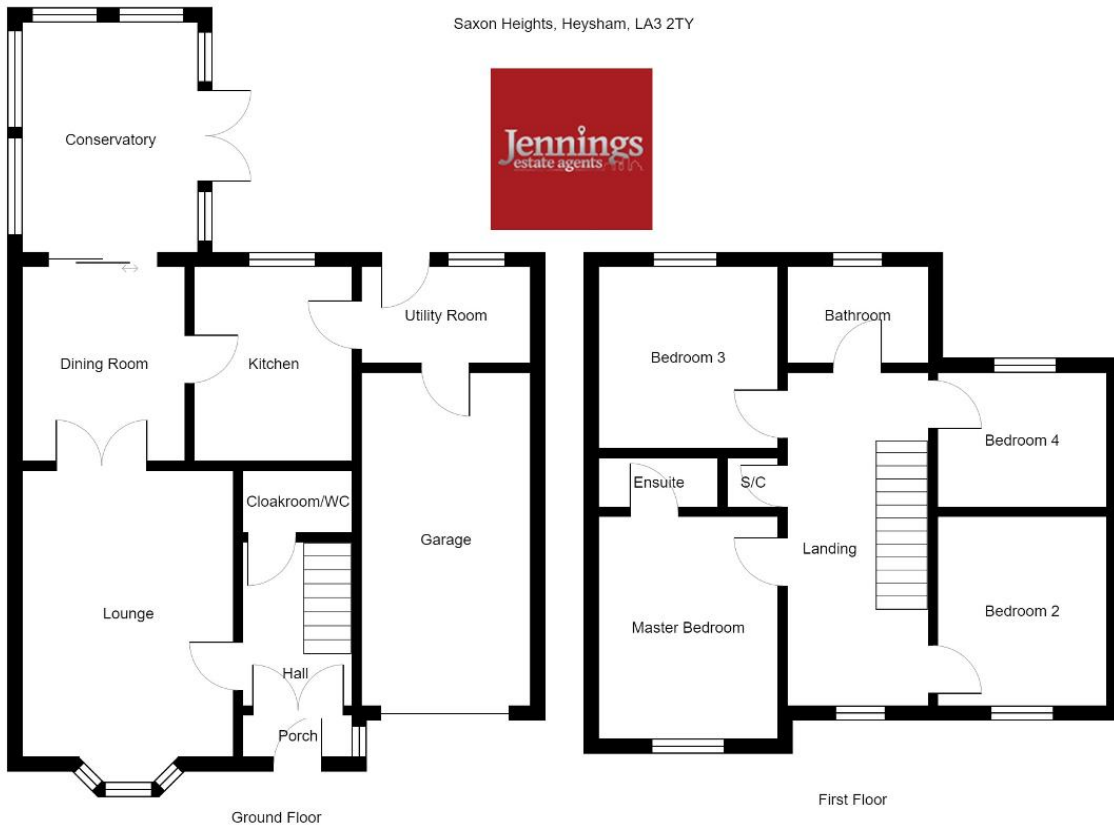 Saxon Heights, Heysham, LA3 2TY
Jennings
estate agents
Conservatory
Dining Room
Kitchen
Utility Room
Cloakroom/WC
Garage
Lounge
Hall
Porch
Ground Floor
Bedroom 3
Bathroom
Bedroom 4
Ensuite
S/C
Landing
Master Bedroom
Bedroom 2
First Floor